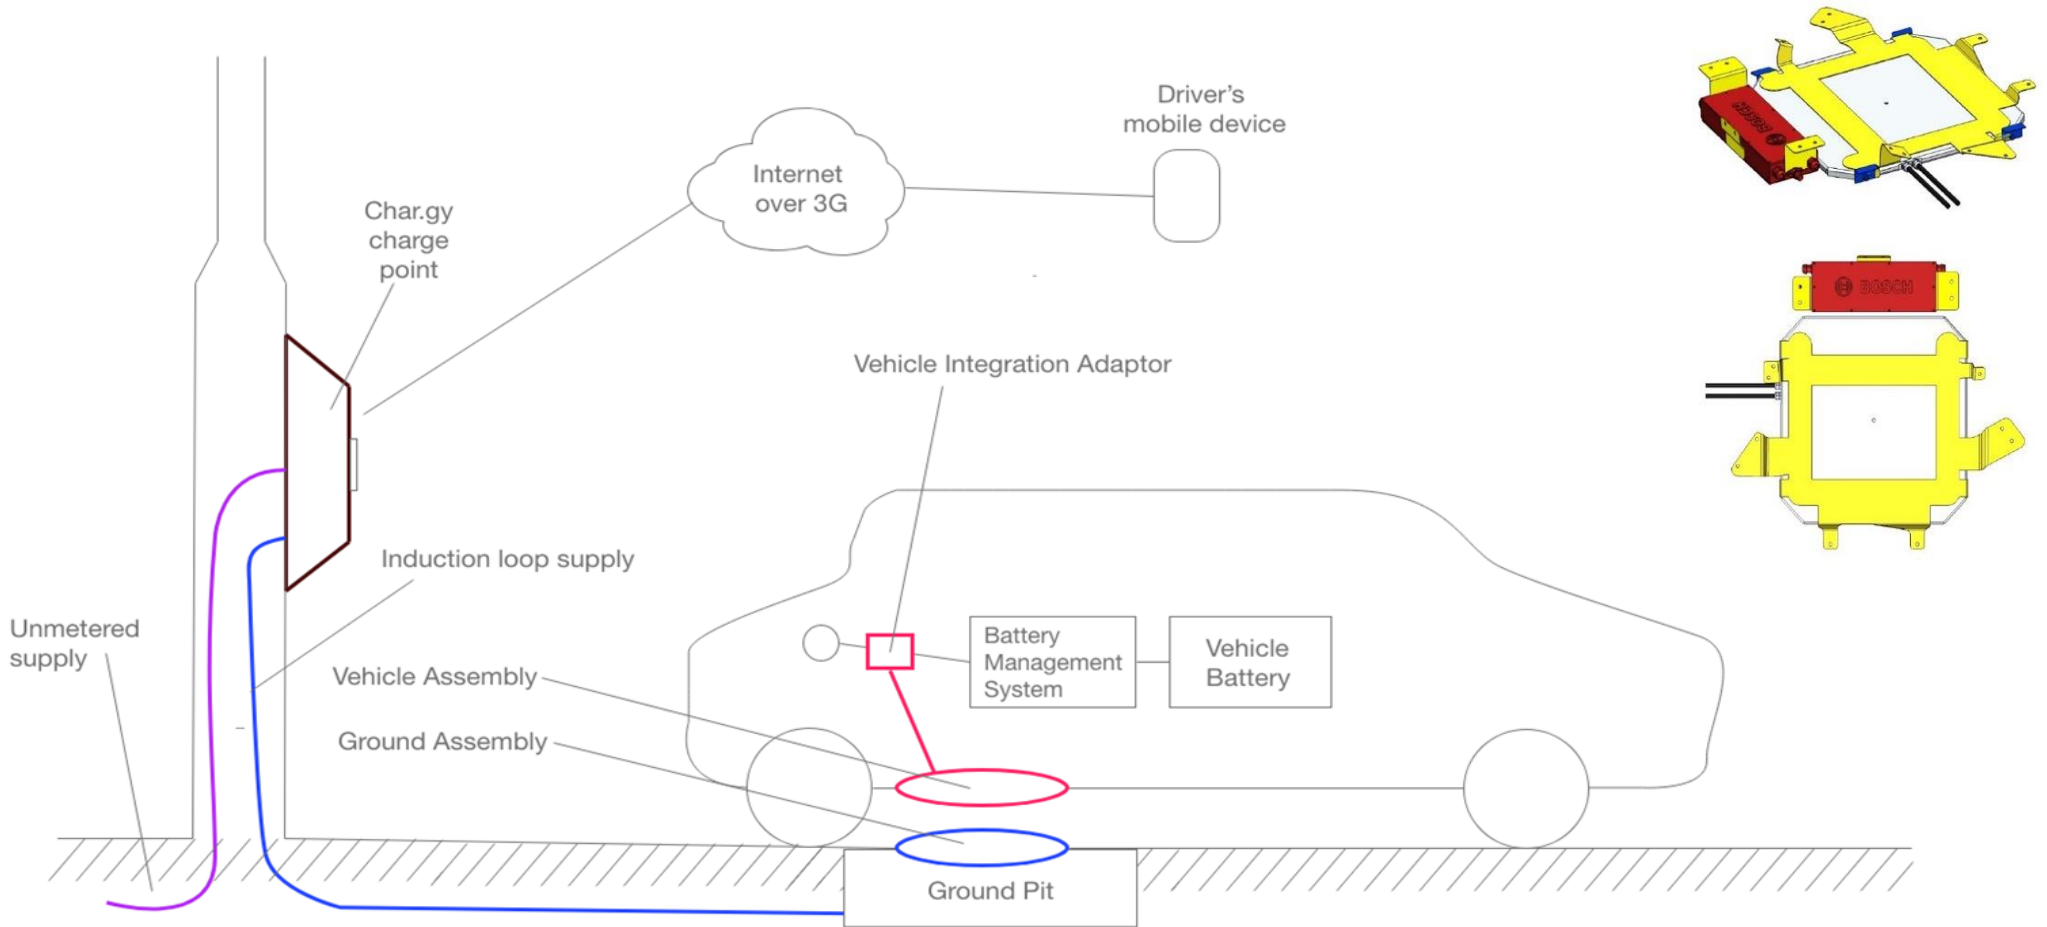 Driver's
mobile device
Internet
over 3G
Char.gy
charge
point
Vehicle Integration Adaptor
Induction loop supply
Unmetered
supply
Vehicle Assembly
Ground Assembly
Battery
Management
System
Vehicle
Battery
Ground Pit
BOSCH
BOSCH